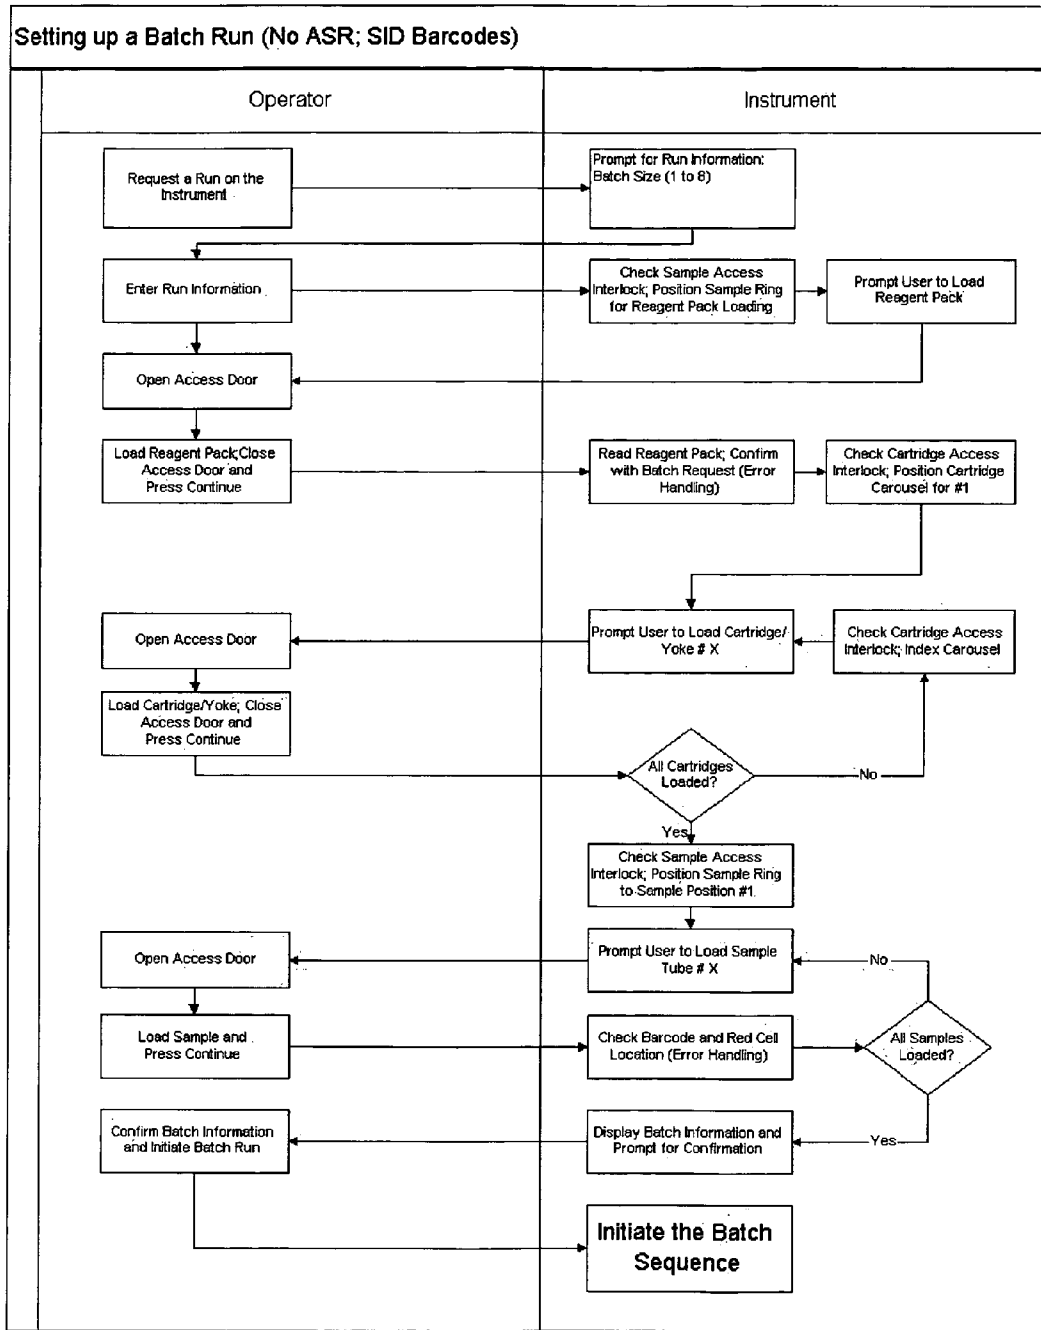 Setting up a Batch Run (No ASR; SID Barcodes)
Operator
Instrument
Request a Run on the
Instrument
Prompt for Run Information:
Batch Size (1 to 8)
Enter Run Information
Check Sample Access
Interlock; Position Sample Ring
for Reagent Pack Loading
Prompt User to Load
Reagent Pack
Open Access Door
Load Reagent Pack;Close
Access Door and
Press Continue
Read Reagent Pack; Confirm
with Batch Request (Error
Handling)
Check Cartridge Access
Interlock; Position Cartridge
Carousel for #1
Open Access Door
Prompt User to Load Cartridge/
Yoke # X
Check Cartridge Access
Interlock; Index Carousel
Load Cartridge/Yoke; Close
Access Door and
Press Continue
All Cartridges
Loaded?
No
Yes
Check Sample Access
Interlock; Position Sample Ring
to Sample Position #1.
Open Access Door
Prompt User to Load Sample
Tube # X
No
Load Sample and
Press Continue
Check Barcode and Red Cell
Location (Error Handling)
All Samples
Loaded?
Confirm Batch Information
and Initiate Batch Run
Display Batch Information and
Prompt for Confirmation
Yes
Initiate the Batch
Sequence